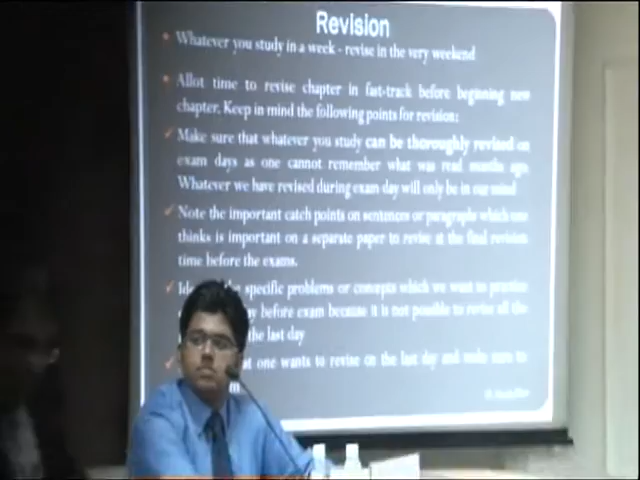 Revision
Whatever you study in a week - revise in the very weekend
Allot time to revise chapter in fast-track before beginning new
chapter. Keep in mind the following points for revision:
Make sure that whatever you study can be thoroughly revised on
exam days as one cannot remember what was read months ago.
Whatever we have revised during exam day will only be in our mind
Note the important catch points on sentences or paragraphs which one
thinks is important on a separate paper to revise at the final revision
time before the exams.
specific problems or concepts which we want to practice
before exam because it is not possible to revise all the
the last day
one wants to revise on the last day and make sure to